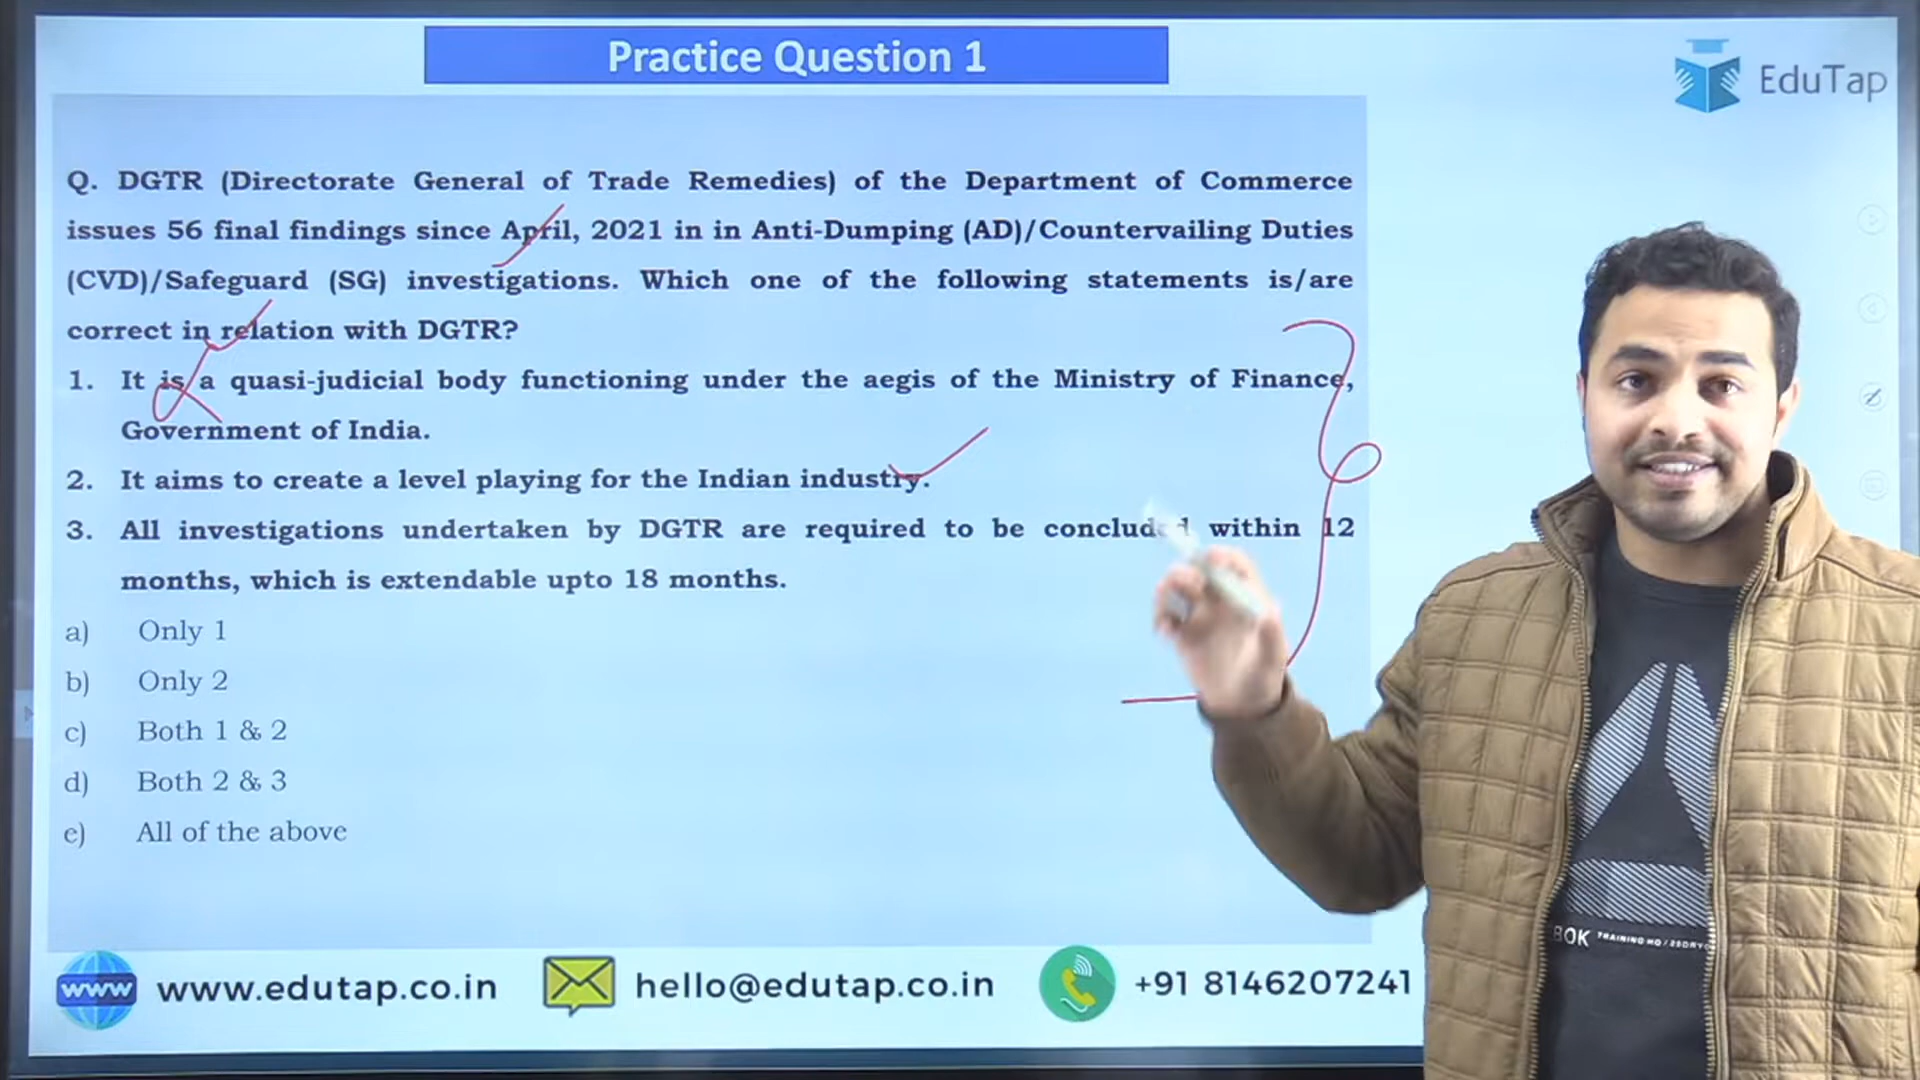 Practice Question 1
EduTap
Q. DGTR (Directorate General of Trade Remedies) of the Department of Commerce
issues 56 final findings since April, 2021 in in Anti-Dumping (AD)/Countervailing Duties
(CVD)/Safeguard (SG) investigations. Which one of the following statements is/are
correct in relation with DGTR?
1. It is a quasi-judicial body functioning under the aegis of the Ministry of Finance,
Government of India.
2. It aims to create a level playing for the Indian industry.
3. All investigations undertaken by DGTR are required to be concluded within 12
months, which is extendable upto 18 months.
a) Only 1
b) Only 2
c) Both 1 & 2
d) Both 2 & 3
e) All of the above
BOK TRAINING HQ
www www.edutap.co.in hello@edutap.co.in +91 8146207241